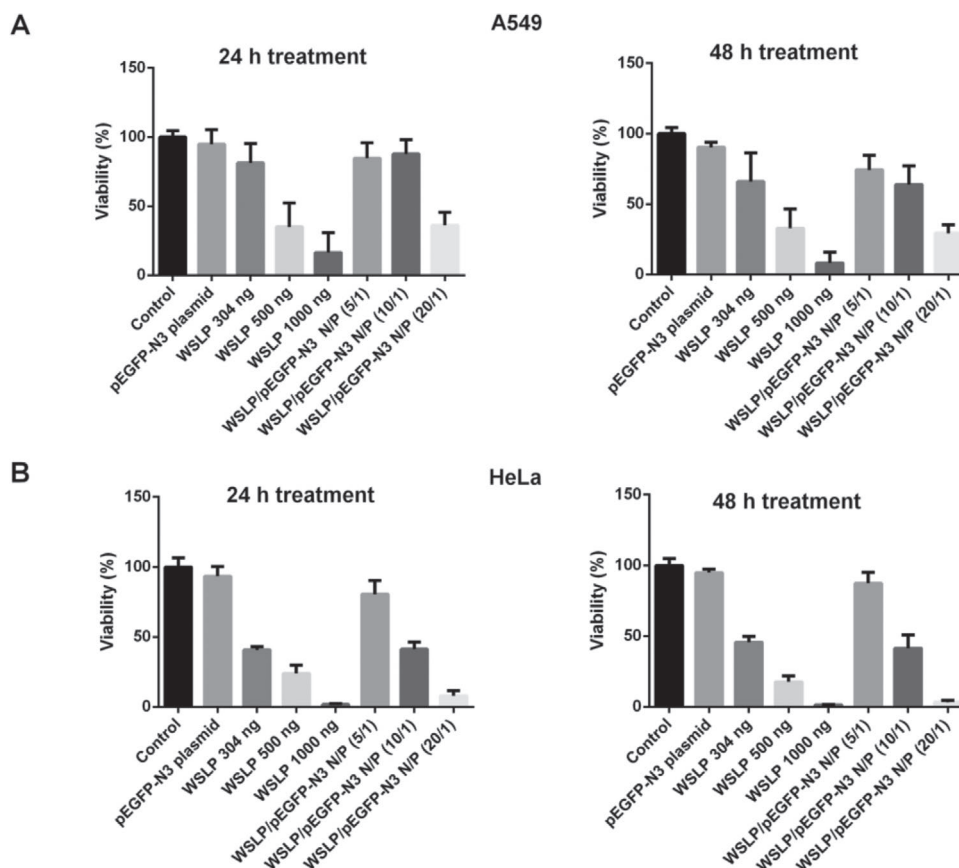 A
A549
24 h treatment
Viability (%)
150
100
50
0
Control
pEGFP-N3 plasmid
WSLP 304 ng
WSLP 500 ng
WSLP 1000 ng
WSLP/pEGFP-N3 N/P (5/1)
WSLP/pEGFP-N3 N/P (10/1)
WSLP/pEGFP-N3 N/P (20/1)
48 h treatment
Viability (%)
150
100
50
0
Control
pEGFP-N3 plasmid
WSLP 304 ng
WSLP 500 ng
WSLP 1000 ng
WSLP/pEGFP-N3 N/P (5/1)
WSLP/pEGFP-N3 N/P (10/1)
WSLP/pEGFP-N3 N/P (20/1)
B
HeLa
24 h treatment
Viability (%)
150
100
50
0
Control
pEGFP-N3 plasmid
WSLP 304 ng
WSLP 500 ng
WSLP 1000 ng
WSLP/pEGFP-N3 N/P (5/1)
WSLP/pEGFP-N3 N/P (10/1)
WSLP/pEGFP-N3 N/P (20/1)
48 h treatment
Viability (%)
150
100
50
0
Control
pEGFP-N3 plasmid
WSLP 304 ng
WSLP 500 ng
WSLP 1000 ng
WSLP/pEGFP-N3 N/P (5/1)
WSLP/pEGFP-N3 N/P (10/1)
WSLP/pEGFP-N3 N/P (20/1)